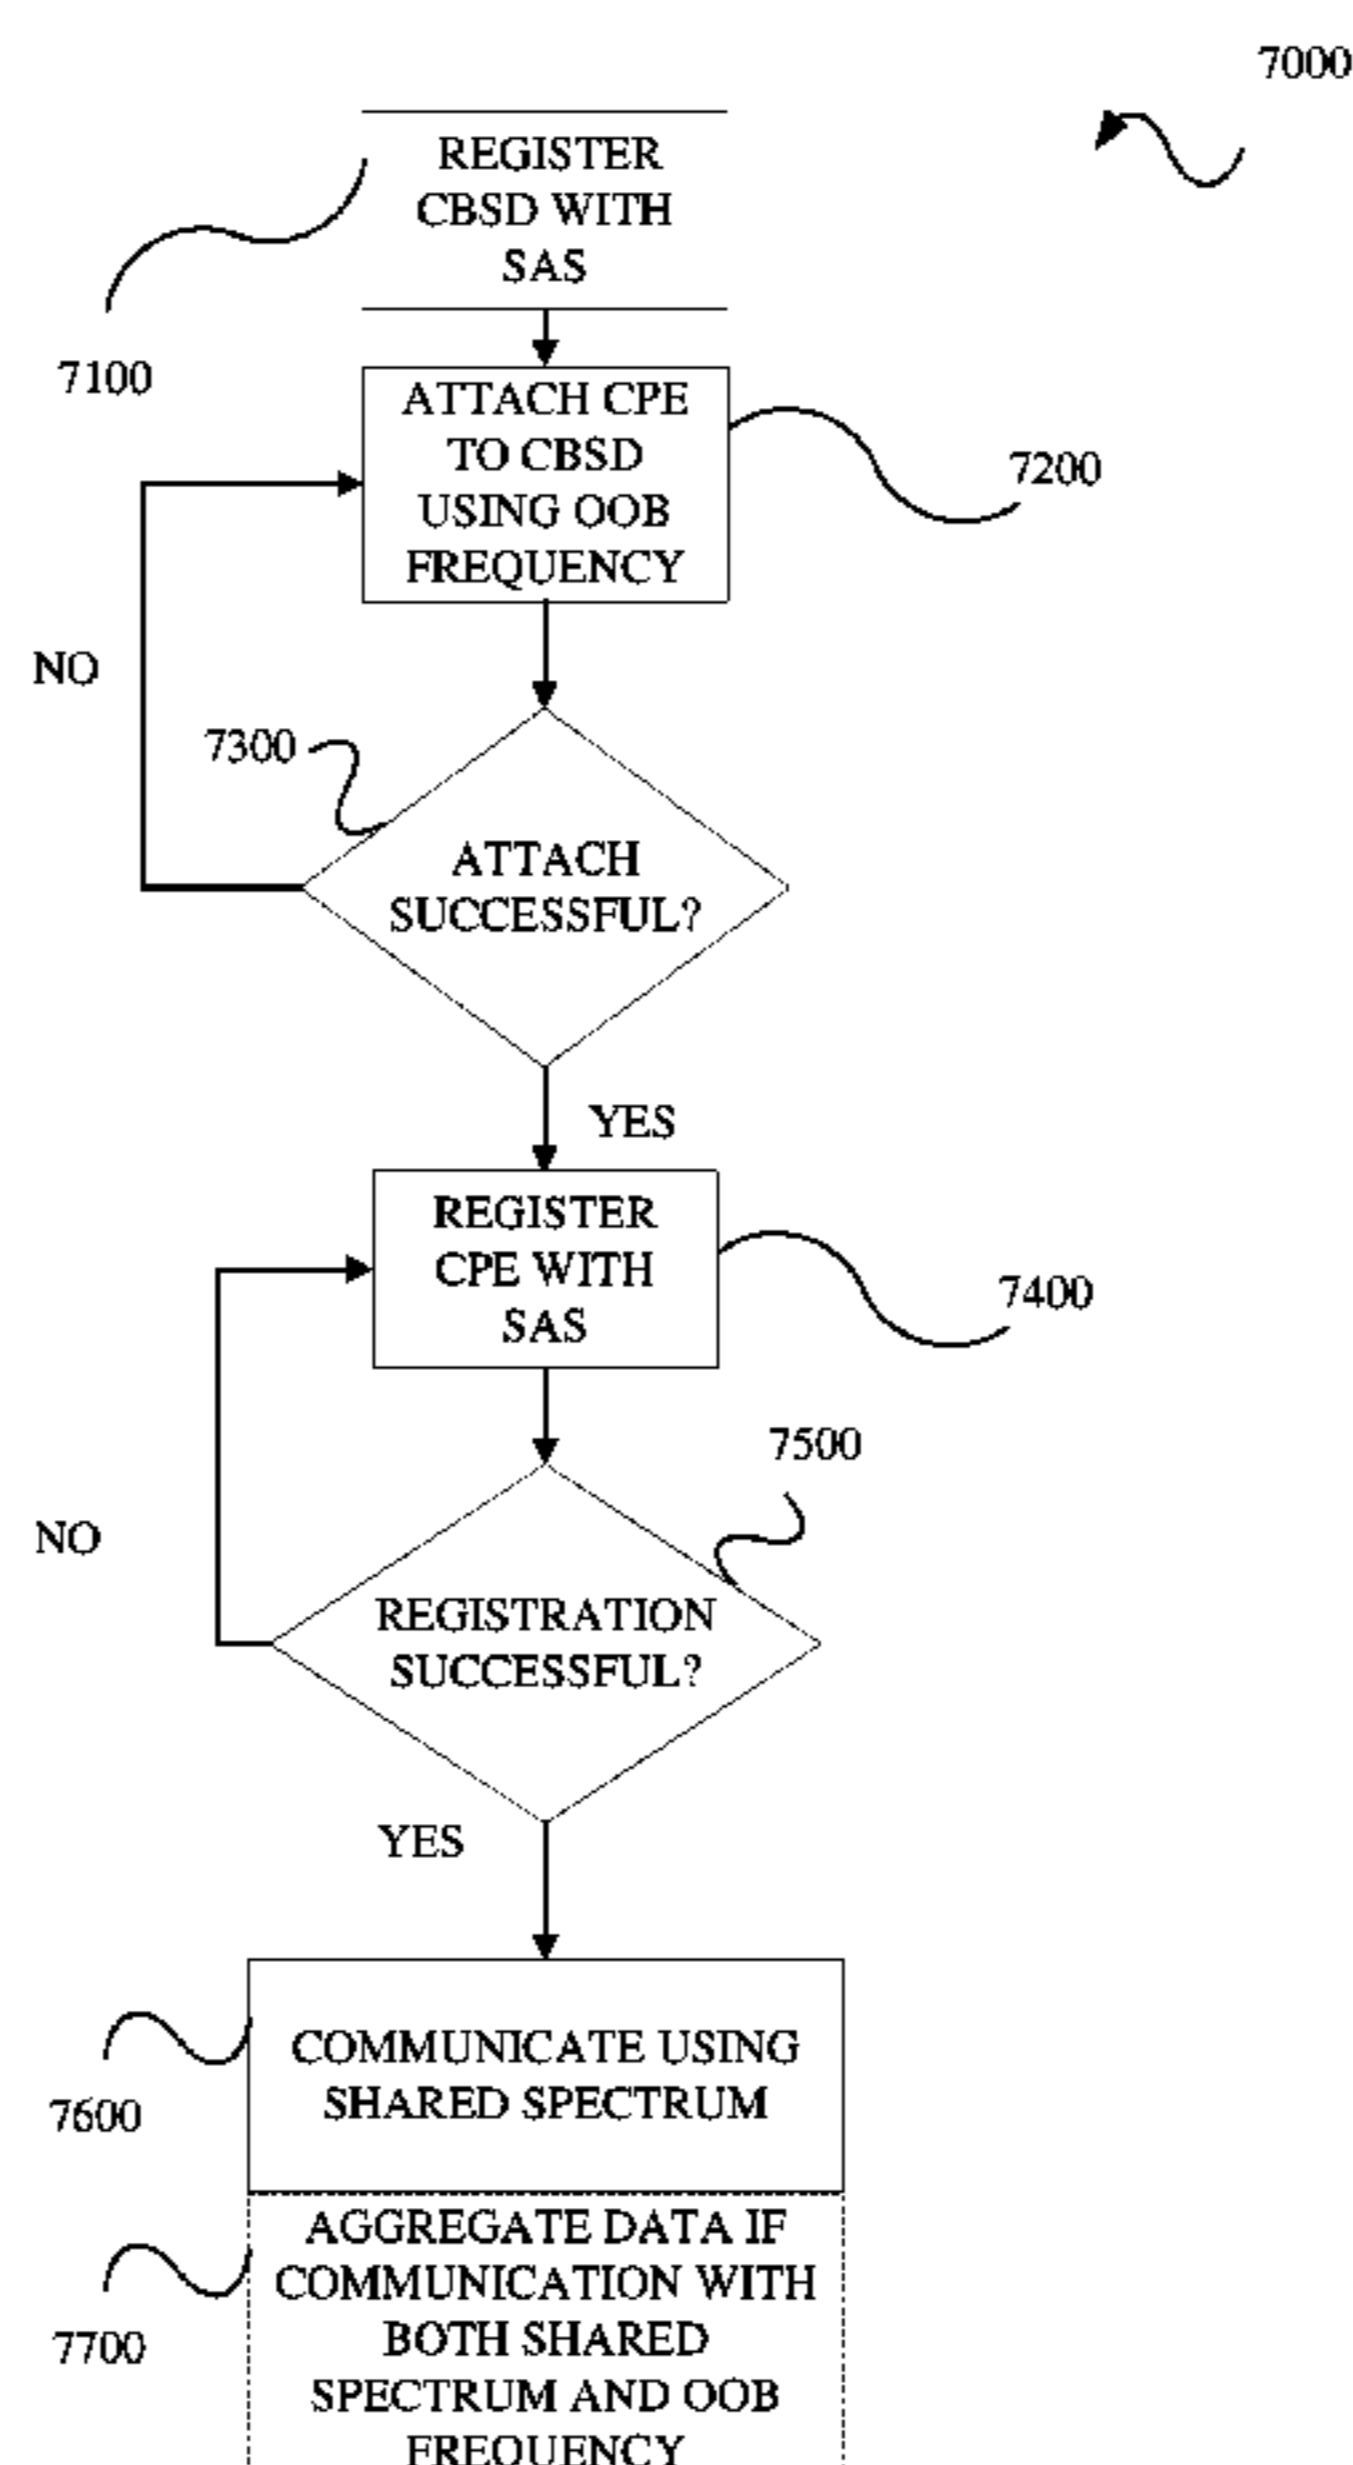 7000
REGISTER
CBSD WITH
SAS
7100
ATTACH CPE
TO CBSD
USING OOB
FREQUENCY
7200
NO
7300
ATTACH
SUCCESSFUL?
YES
REGISTER
CPE WITH
SAS
7400
7500
NO
REGISTRATION
SUCCESSFUL?
YES
COMMUNICATE USING
SHARED SPECTRUM
7600
AGGREGATE DATA IF
COMMUNICATION WITH
BOTH SHARED
SPECTRUM AND OOB
FREQUENCY
7700